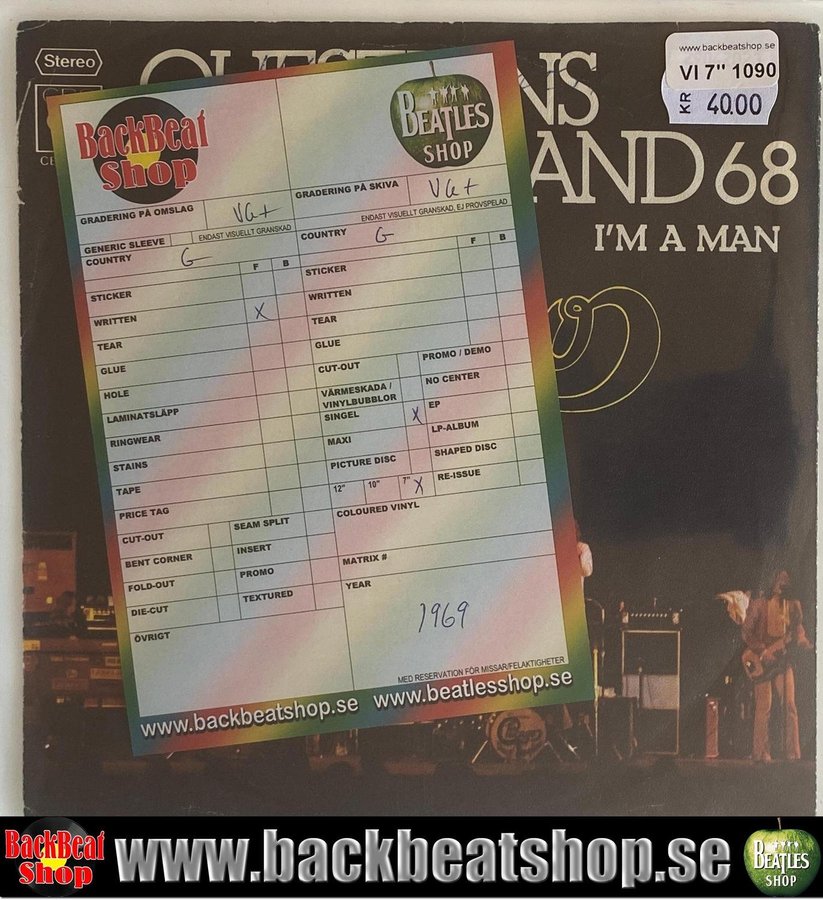 Stereo
www.backbeatshop.se
VI 7" 1090
KR 40.00
NS
AND 68
I'M A MAN
BackBeat
Shop
BEATLES
SHOP
GRADERING PÅ OMSLAG VG+
GRADERING PÅ SKIVA VG+
ENDAST VISUELLT GRANSKAD
ENDAST VISUELLT GRANSKAD, EJ PROVSPELAD
GENERIC SLEEVE
COUNTRY G
F B
STICKER
WRITTEN X
TEAR
GLUE
HOLE
LAMINATSLÄPP
RINGWEAR
STAINS
TAPE
PRICE TAG
CUT-OUT
SEAM SPLIT
BENT CORNER
INSERT
FOLD-OUT
PROMO
DIE-CUT
TEXTURED
ÖVRIGT
COUNTRY G
F B
STICKER
WRITTEN
TEAR
GLUE
CUT-OUT
PROMO / DEMO
VÄRMESKADA /
VINYLBUBBLOR
NO CENTER
SINGEL X
EP
MAXI
LP-ALBUM
PICTURE DISC
SHAPED DISC
12" 10" 7" X
RE-ISSUE
COLOURED VINYL
MATRIX #
YEAR
1969
MED RESERVATION FÖR MISSAR/FELAKTIGHETER
www.backbeatshop.se www.beatlesshop.se
Chicago
BackBeat
Shop
www.backbeatshop.se
BEATLES
SHOP